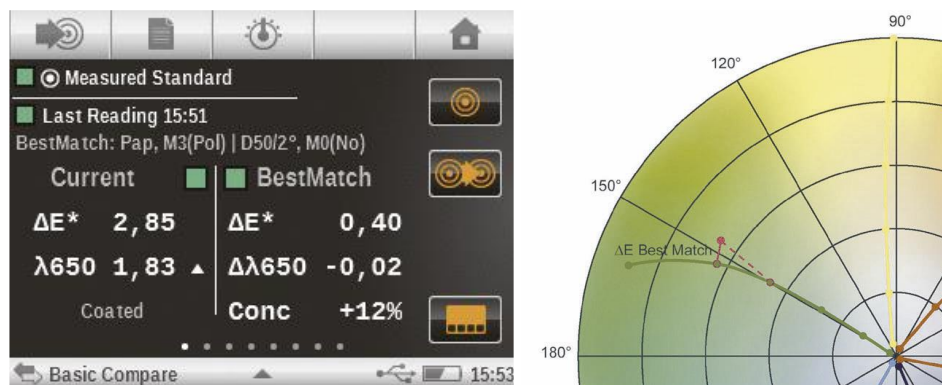 Measured Standard
Last Reading 15:51
BestMatch: Pap, M3(Pol) | D50/2°, M0(No)
Current
BestMatch
ΔE* 2,85
ΔE* 0,40
λ650 1,83
Δλ650 -0,02
Coated
Conc +12%
Basic Compare
15:53
90°
120°
150°
ΔE Best Match
180°